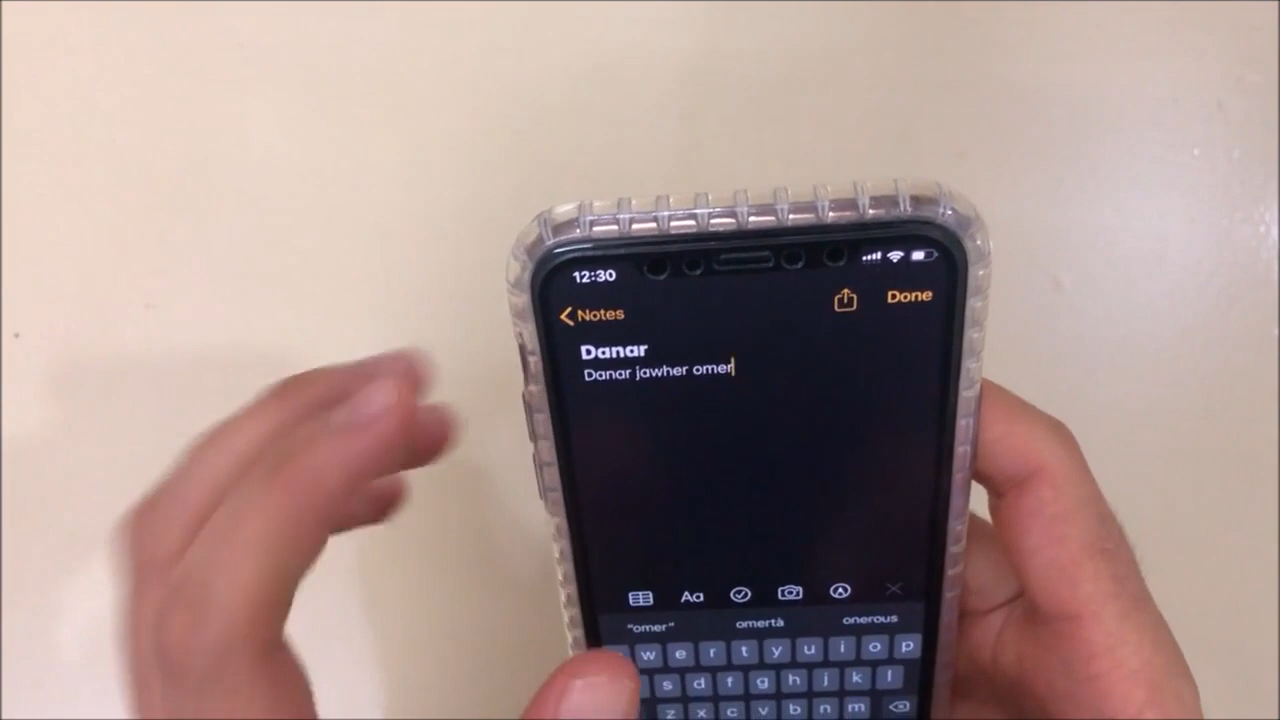 12:30
Notes
Done
Danar
Danar jawher omer
Aa
"omer" omertà onerous
w e r t y u i o p
s d f g h j k l
z x c v b n m